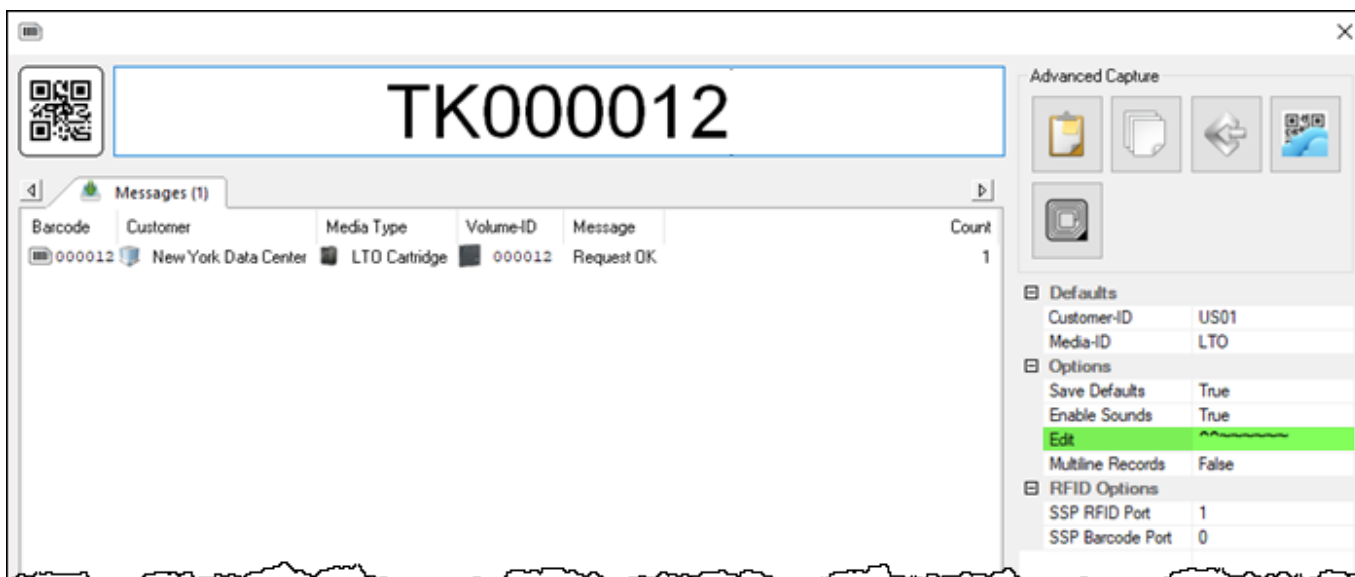 TK000012
Messages (1)
Barcode Customer Media Type Volume-ID Message Count
000012 New York Data Center LTO Cartridge 000012 Request OK 1
Advanced Capture
Defaults
Customer-ID US01
Media-ID LTO
Options
Save Defaults True
Enable Sounds True
Edit ^^~~~~~~
Multiline Records False
RFID Options
SSP RFID Port 1
SSP Barcode Port 0